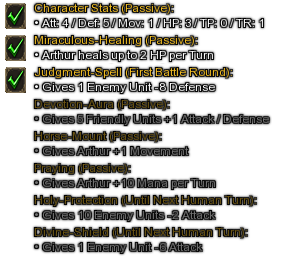 Character Stats (Passive):
• Att: 4 / Def: 5 / Mov: 1 / HP: 3 / TP: 0 / TR: 1
Miraculous-Healing (Passive):
• Arthur heals up to 2 HP per Turn
Judgment-Spell (First Battle Round):
• Gives 1 Enemy Unit -8 Defense
Devotion-Aura (Passive):
• Gives 5 Friendly Units +1 Attack / Defense
Horse-Mount (Passive):
• Gives Arthur +1 Movement
Praying (Passive):
• Gives Arthur +10 Mana per Turn
Holy-Protection (Until Next Human Turn):
• Gives 10 Enemy Units -2 Attack
Divine-Shield (Until Next Human Turn):
• Gives 1 Enemy Unit -6 Attack